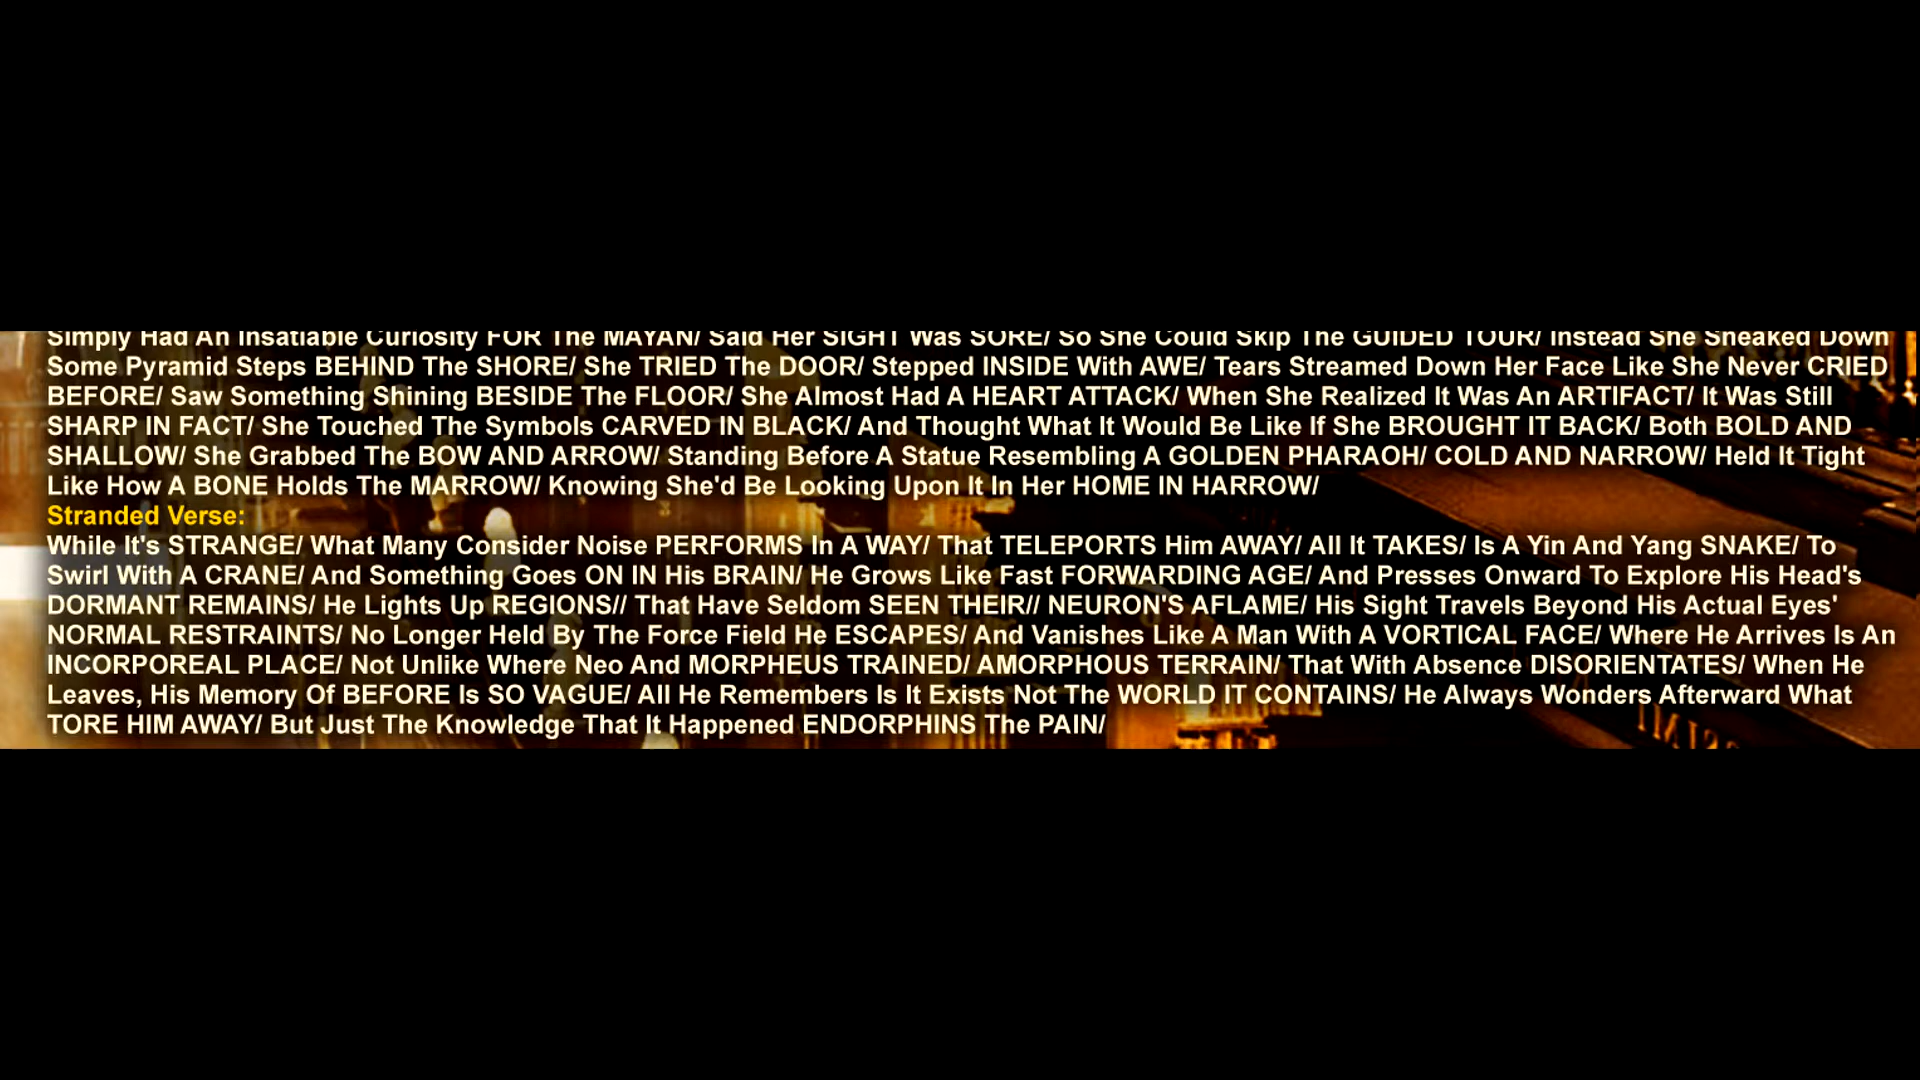 Simply Had An Insatiable Curiosity FOR The MAYAN/ Said Her SIGHT Was SORE/ So She Could Skip The GUIDED TOUR/ Instead She Sneaked Down
Some Pyramid Steps BEHIND The SHORE/ She TRIED The DOOR/ Stepped INSIDE With AWE/ Tears Streamed Down Her Face Like She Never CRIED
BEFORE/ Saw Something Shining BESIDE The FLOOR/ She Almost Had A HEART ATTACK/ When She Realized It Was An ARTIFACT/ It Was Still
SHARP IN FACT/ She Touched The Symbols CARVED IN BLACK/ And Thought What It Would Be Like If She BROUGHT IT BACK/ Both BOLD AND
SHALLOW/ She Grabbed The BOW AND ARROW/ Standing Before A Statue Resembling A GOLDEN PHARAOH/ COLD AND NARROW/ Held It Tight
Like How A BONE Holds The MARROW/ Knowing She'd Be Looking Upon It In Her HOME IN HARROW/
Stranded Verse:
While It's STRANGE/ What Many Consider Noise PERFORMS In A WAY/ That TELEPORTS Him AWAY/ All It TAKES/ Is A Yin And Yang SNAKE/ To
Swirl With A CRANE/ And Something Goes ON IN His BRAIN/ He Grows Like Fast FORWARDING AGE/ And Presses Onward To Explore His Head's
DORMANT REMAINS/ He Lights Up REGIONS// That Have Seldom SEEN THEIR// NEURON'S AFLAME/ His Sight Travels Beyond His Actual Eyes'
NORMAL RESTRAINTS/ No Longer Held By The Force Field He ESCAPES/ And Vanishes Like A Man With A VORTICAL FACE/ Where He Arrives Is An
INCORPOREAL PLACE/ Not Unlike Where Neo And MORPHEUS TRAINED/ AMORPHOUS TERRAIN/ That With Absence DISORIENTATES/ When He
Leaves, His Memory Of BEFORE Is SO VAGUE/ All He Remembers Is It Exists Not The WORLD IT CONTAINS/ He Always Wonders Afterward What
TORE HIM AWAY/ But Just The Knowledge That It Happened ENDORPHINS The PAIN/